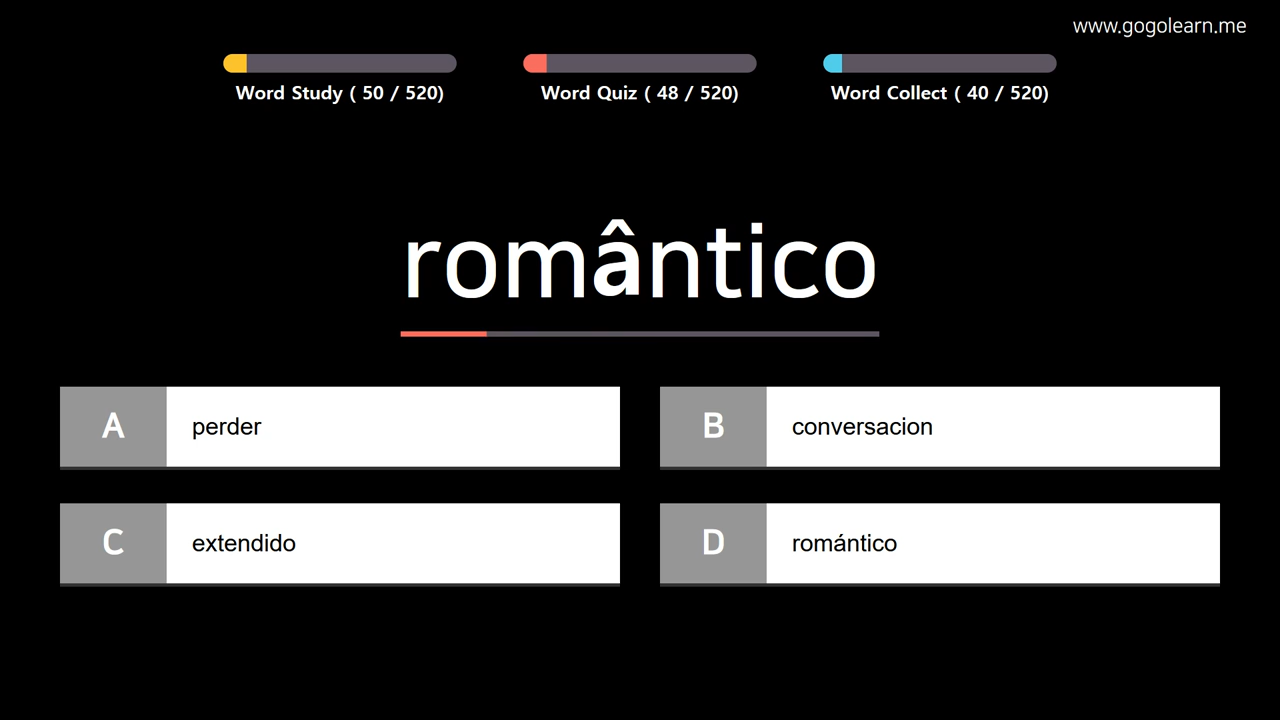 www.gogolearn.me
Word Study ( 50 / 520)
Word Quiz ( 48 / 520)
Word Collect ( 40 / 520)
romântico
A perder
B conversacion
C extendido
D romántico